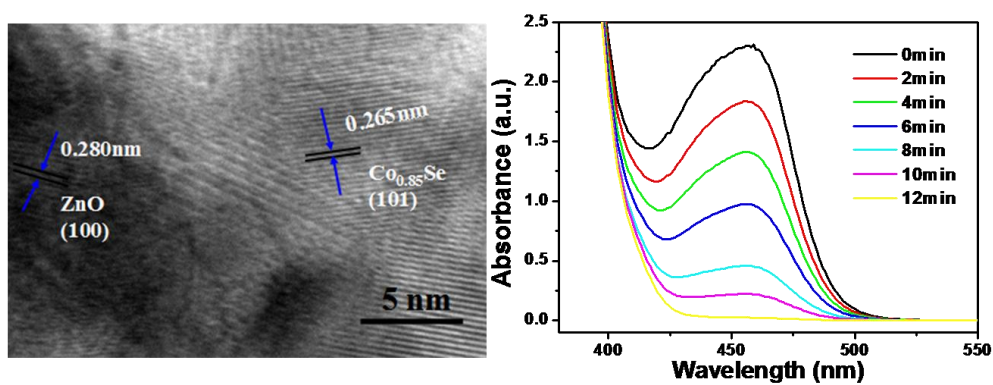 0.280nm
ZnO
(100)
0.265nm
Co0.85Se
(101)
5 nm
Absorbance (a.u.)
2.5
2.0
1.5
1.0
0.5
0.0
0min
2min
4min
6min
8min
10min
12min
400
450
500
550
Wavelength (nm)